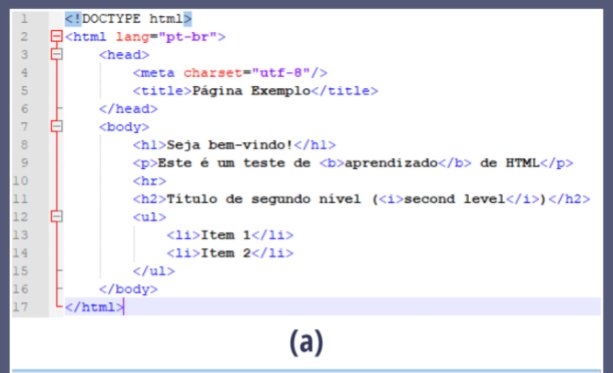 1 <!DOCTYPE html>
2 <html lang="pt-br">
3 <head>
4 <meta charset="utf-8"/>
5 <title>Página Exemplo</title>
6 </head>
7 <body>
8 <h1>Seja bem-vindo!</h1>
9 <p>Este é um teste de <b>aprendizado</b> de HTML</p>
10 <hr>
11 <h2>Título de segundo nível (<i>second level</i>)</h2>
12 <ul>
13 <li>Item 1</li>
14 <li>Item 2</li>
15 </ul>
16 </body>
17 </html>
(a)